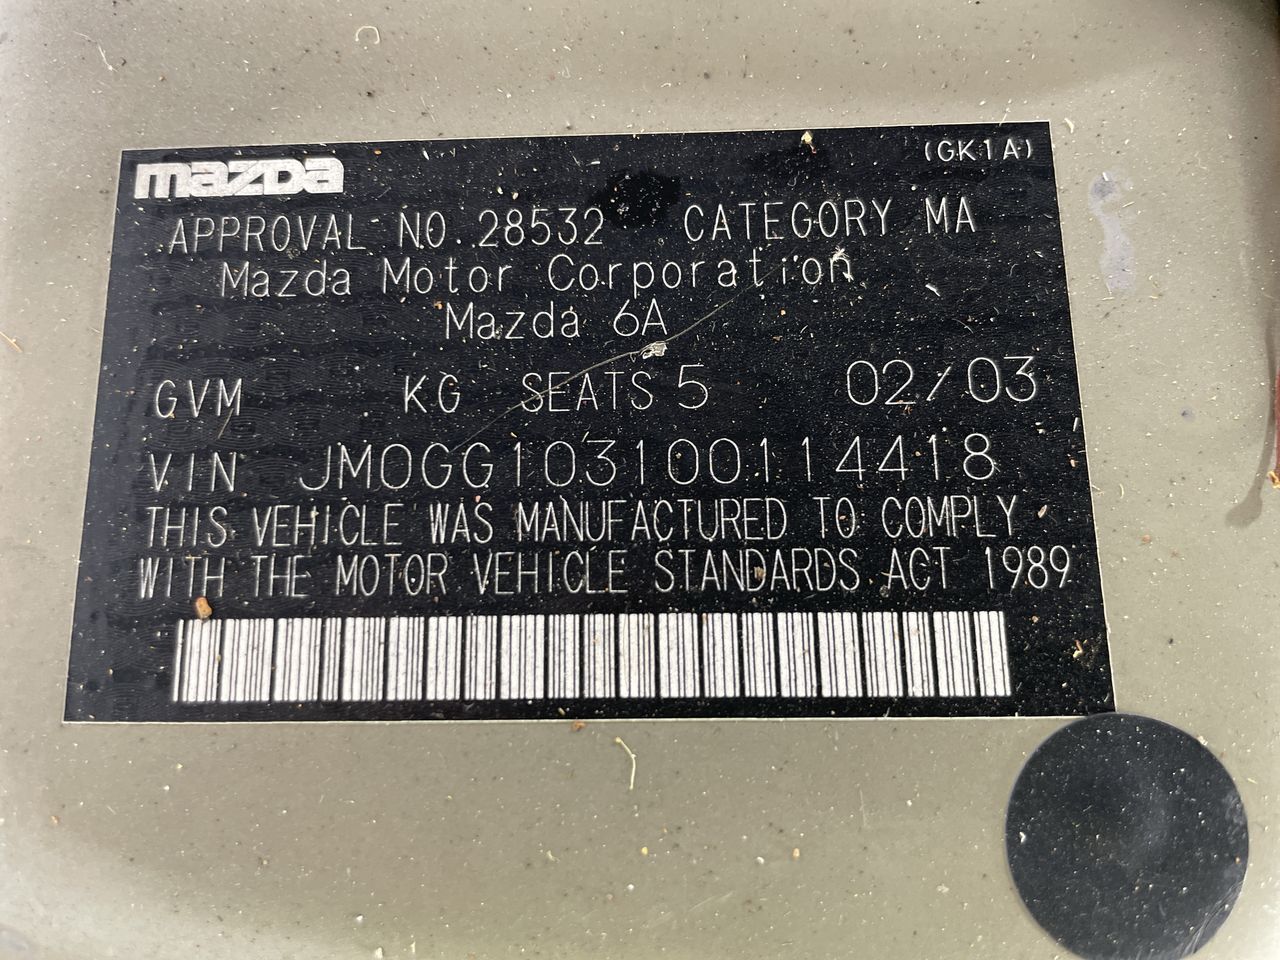 mazda (GK1A)
APPROVAL NO. 28532 CATEGORY MA
Mazda Motor Corporation
Mazda 6A
GVM KG SEATS 5 02/03
VIN JM0GG103100114418
THIS VEHICLE WAS MANUFACTURED TO COMPLY
WITH THE MOTOR VEHICLE STANDARDS ACT 1989